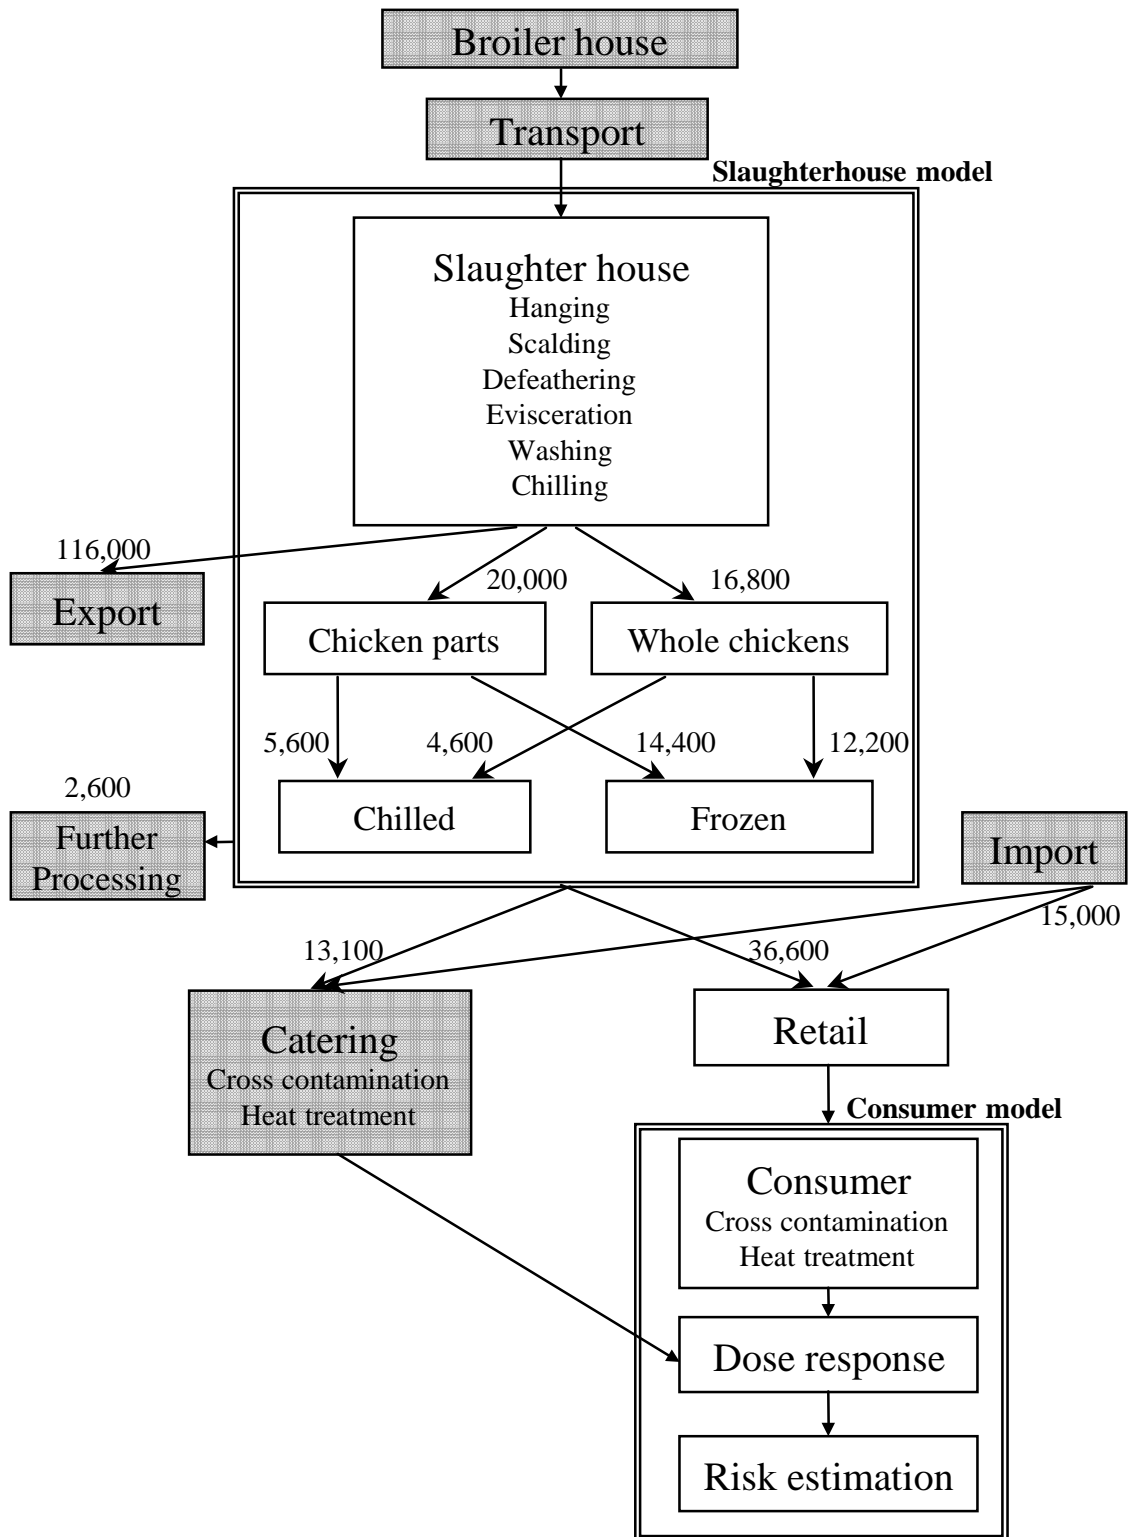 Broiler house
Transport
Slaughterhouse model
Slaughter house
Hanging
Scalding
Defeathering
Evisceration
Washing
Chilling
116,000
20,000
16,800
Export
Chicken parts
Whole chickens
5,600
4,600
14,400
12,200
2,600
Chilled
Frozen
Further
Processing
Import
13,100
36,600
15,000
Catering
Cross contamination
Heat treatment
Retail
Consumer model
Consumer
Cross contamination
Heat treatment
Dose response
Risk estimation